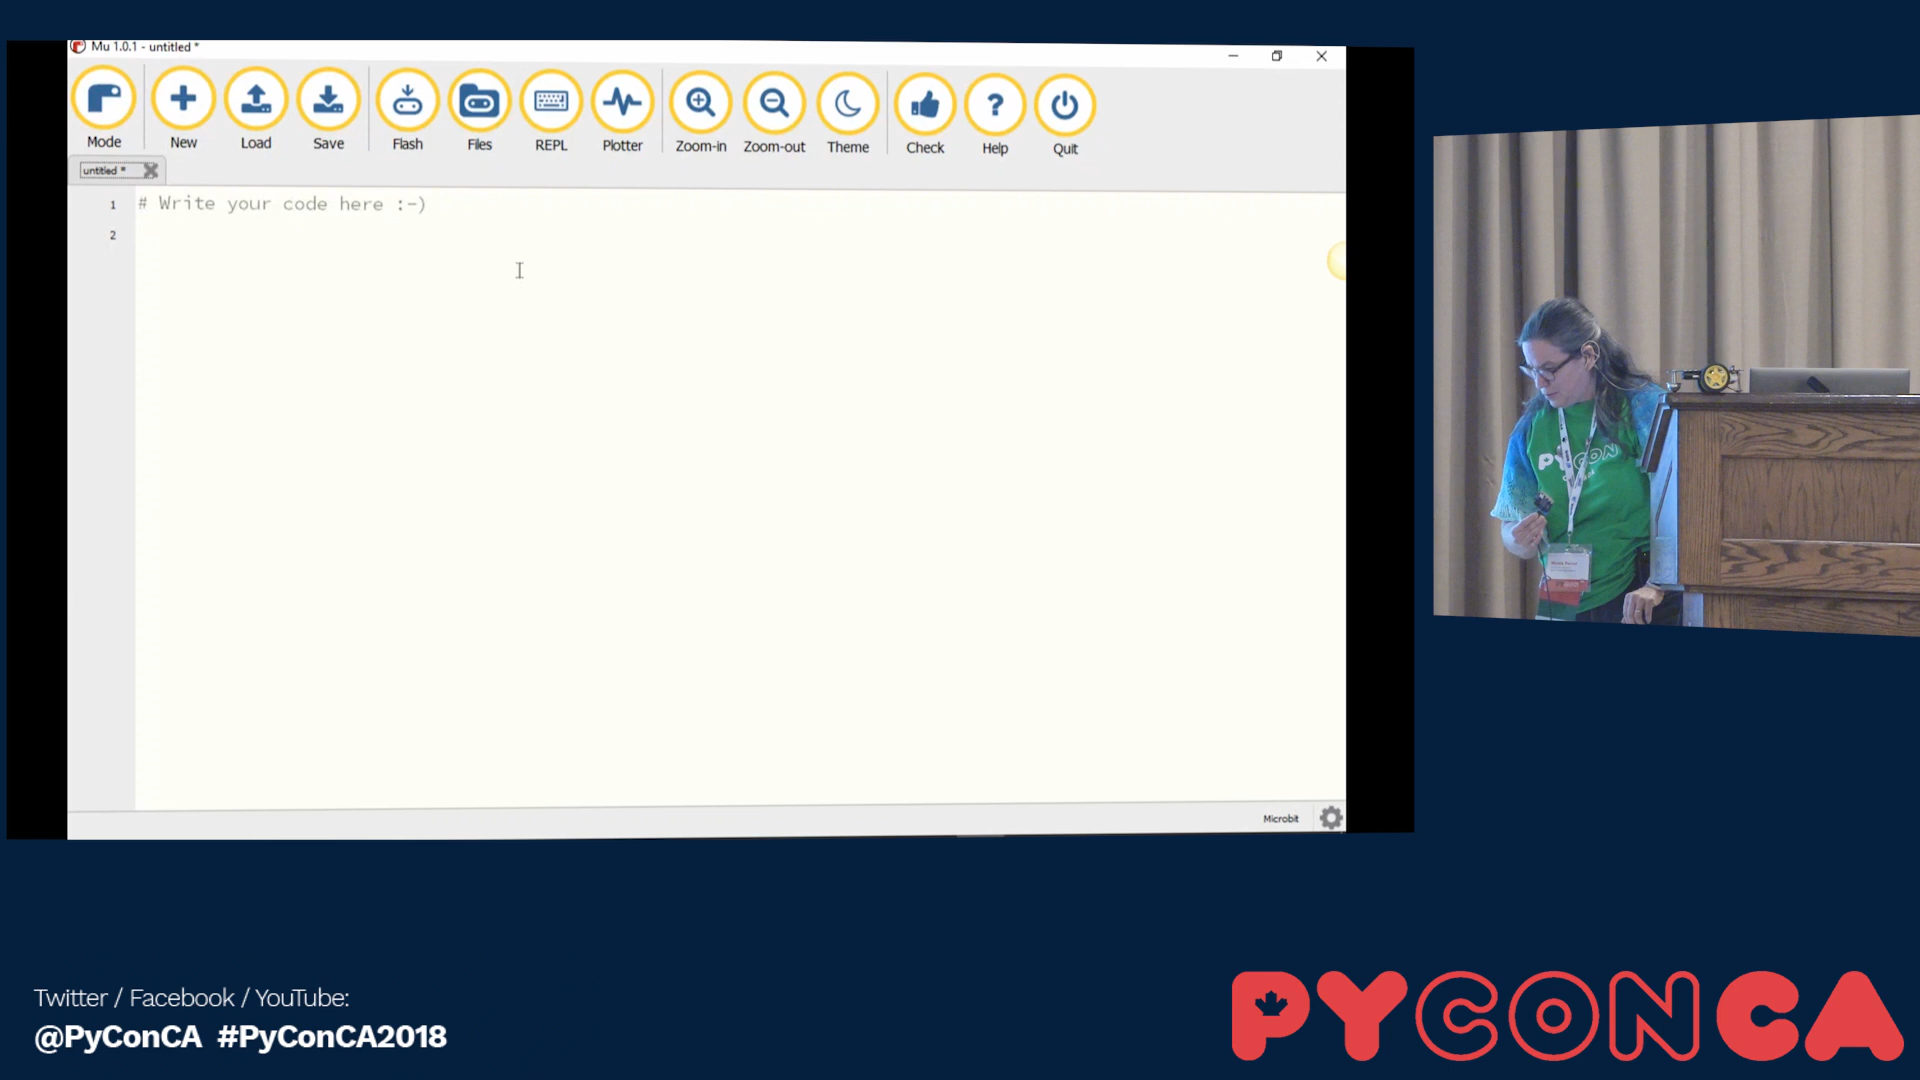 Mu 1.0.1 - untitled *
Mode
New
Load
Save
Flash
Files
REPL
Plotter
Zoom-in
Zoom-out
Theme
Check
Help
Quit
untitled *
1 # Write your code here :-)
2
Microbit
PYCON
Twitter / Facebook / YouTube:
@PyConCA #PyConCA2018
PYCONCA